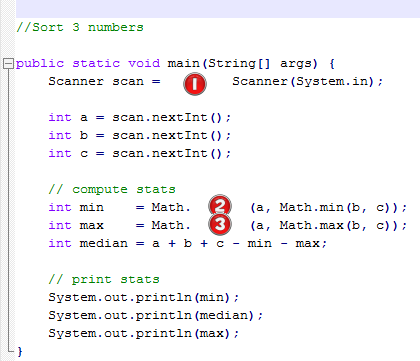 //Sort 3 numbers
public static void main(String[] args) {
Scanner scan = 1 Scanner(System.in);
int a = scan.nextInt();
int b = scan.nextInt();
int c = scan.nextInt();
// compute stats
int min = Math. 2 (a, Math.min(b, c));
int max = Math. 3 (a, Math.max(b, c));
int median = a + b + c - min - max;
// print stats
System.out.println(min);
System.out.println(median);
System.out.println(max);
}